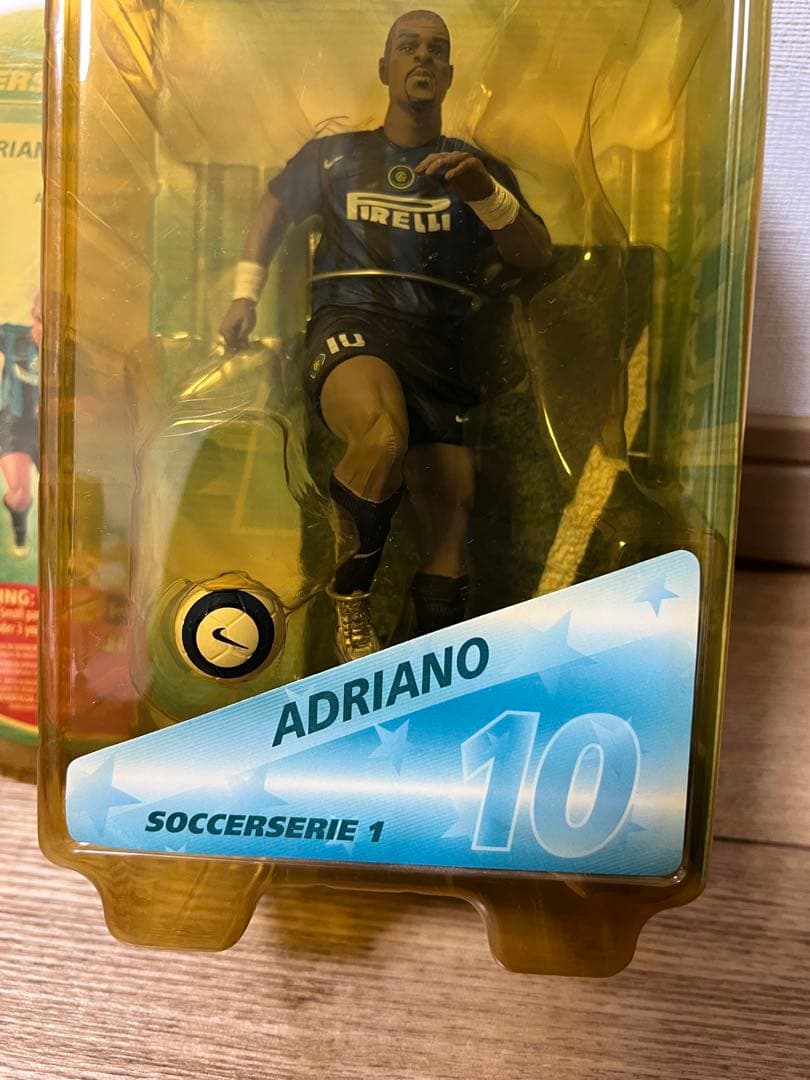 PIRELLI
10
ADRIANO
10
SOCCERSERIE 1